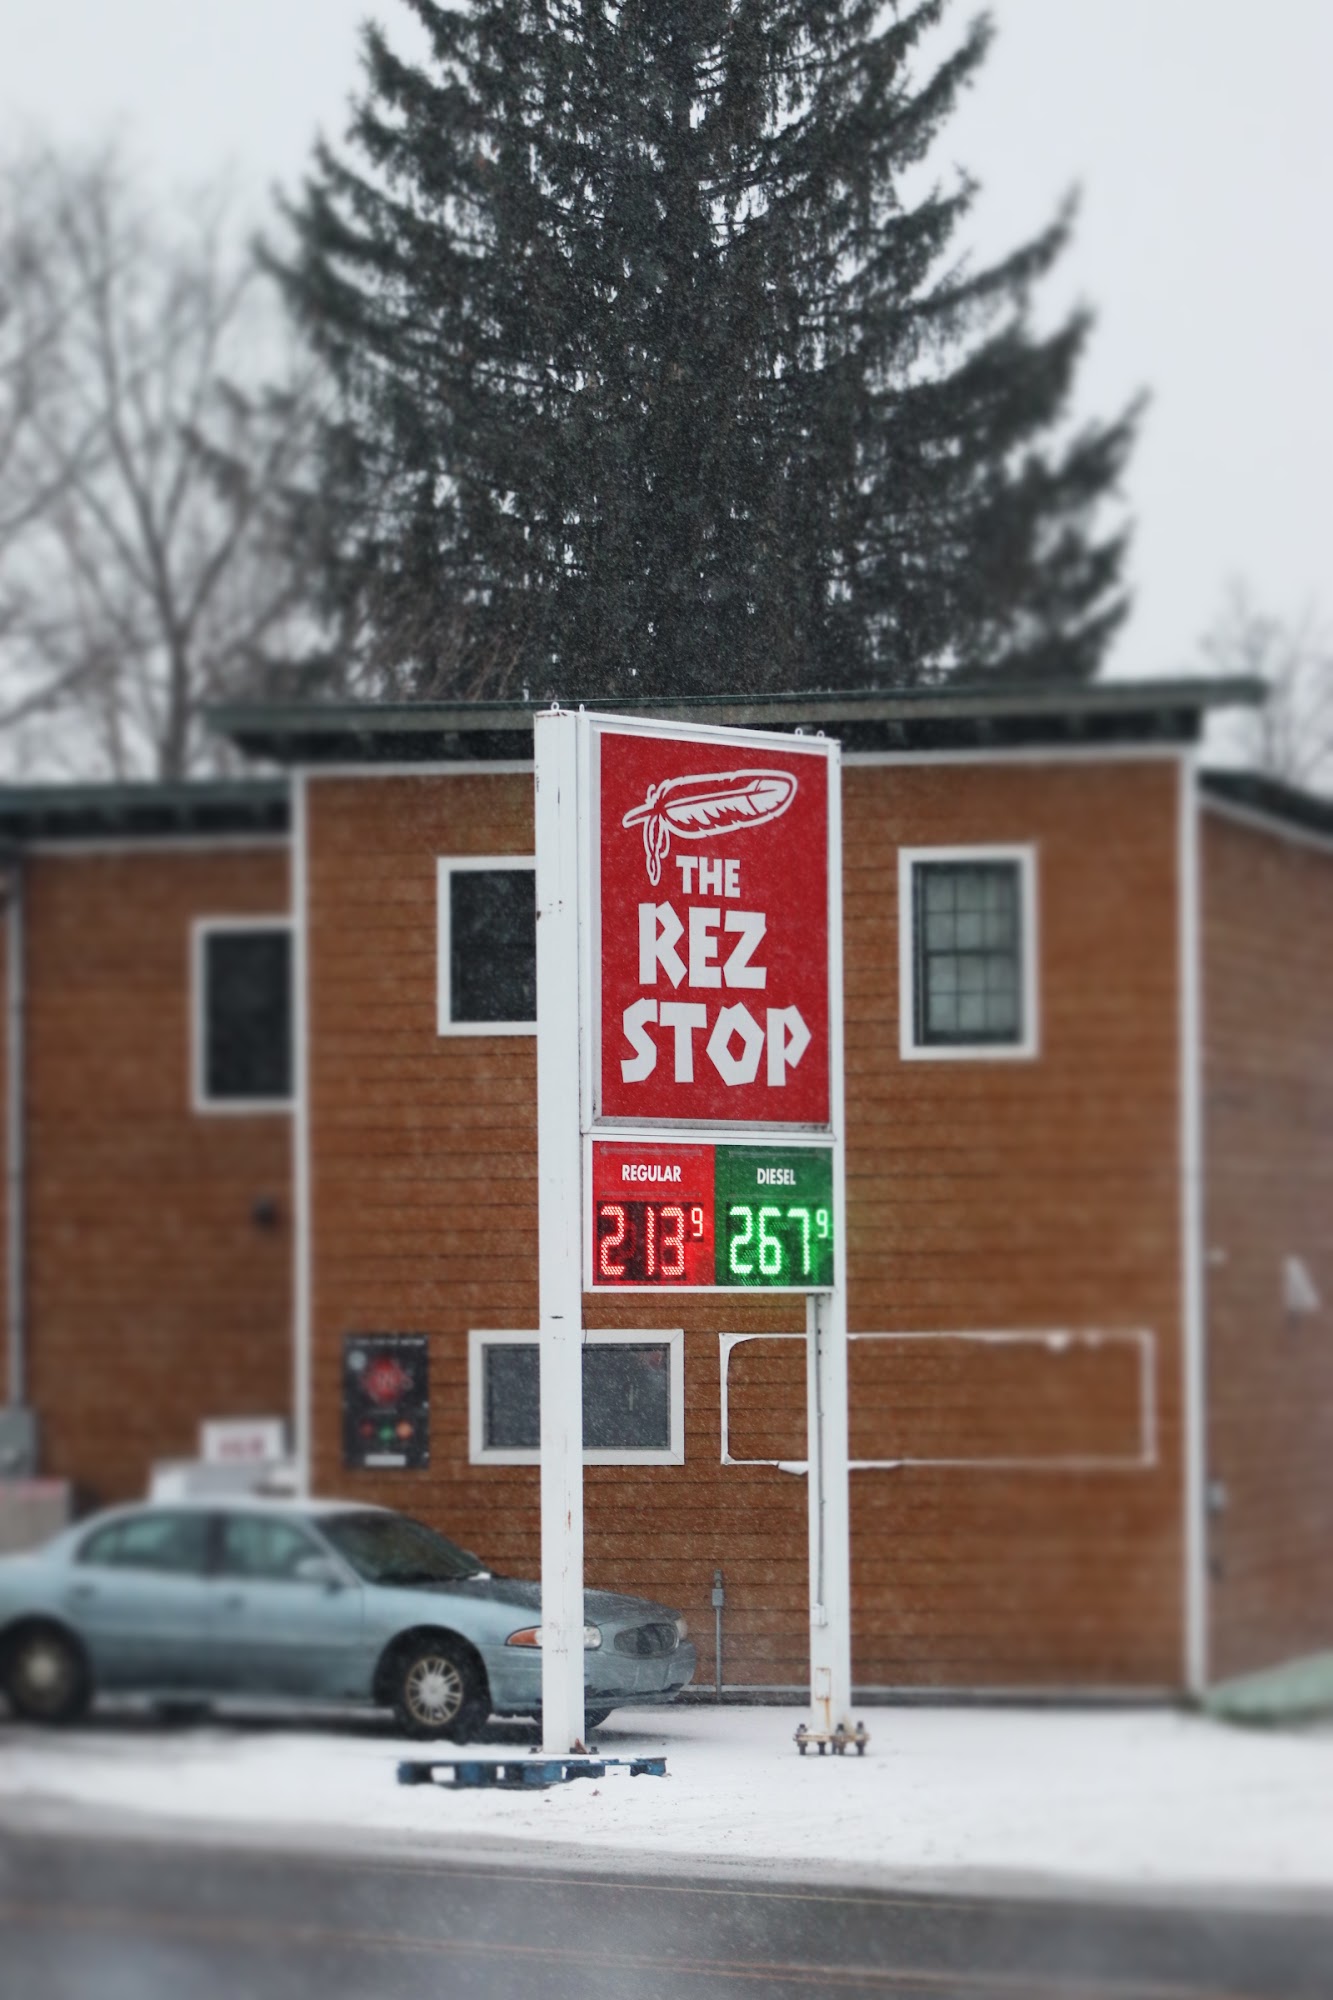 THE
REZ
STOP
REGULAR DIESEL
2139 2679